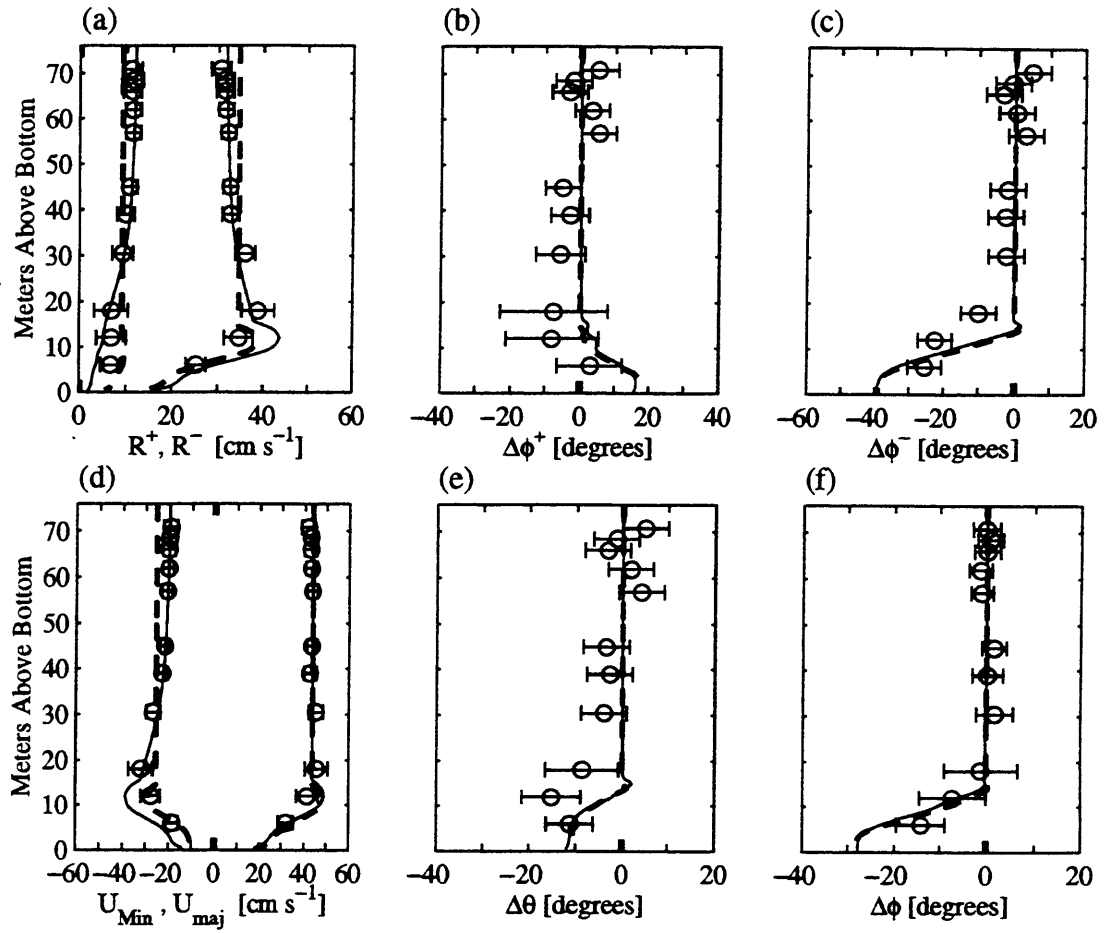 (a)
(b)
(c)
Meters Above Bottom
70
60
50
40
30
20
10
0
0 20 40 60
−40 −20 0 20 40
−60 −40 −20 0 20
R⁺, R⁻ [cm s⁻¹]
Δϕ⁺ [degrees]
Δϕ⁻ [degrees]
(d)
(e)
(f)
Meters Above Bottom
70
60
50
40
30
20
10
0
−60 −40 −20 0 20 40 60
−40 −20 0 20
−40 −20 0 20
U_Min, U_maj [cm s⁻¹]
Δθ [degrees]
Δϕ [degrees]